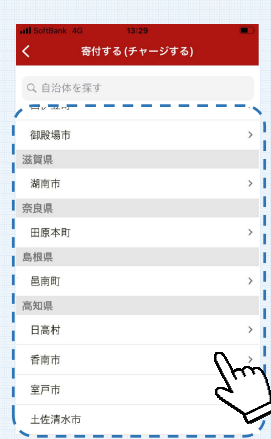 SoftBank 4G 13:29
寄付する (チャージする)
自治体を探す
御殿場市
滋賀県
湖南市
奈良県
田原本町
島根県
邑南町
高知県
日高村
香南市
室戸市
土佐清水市